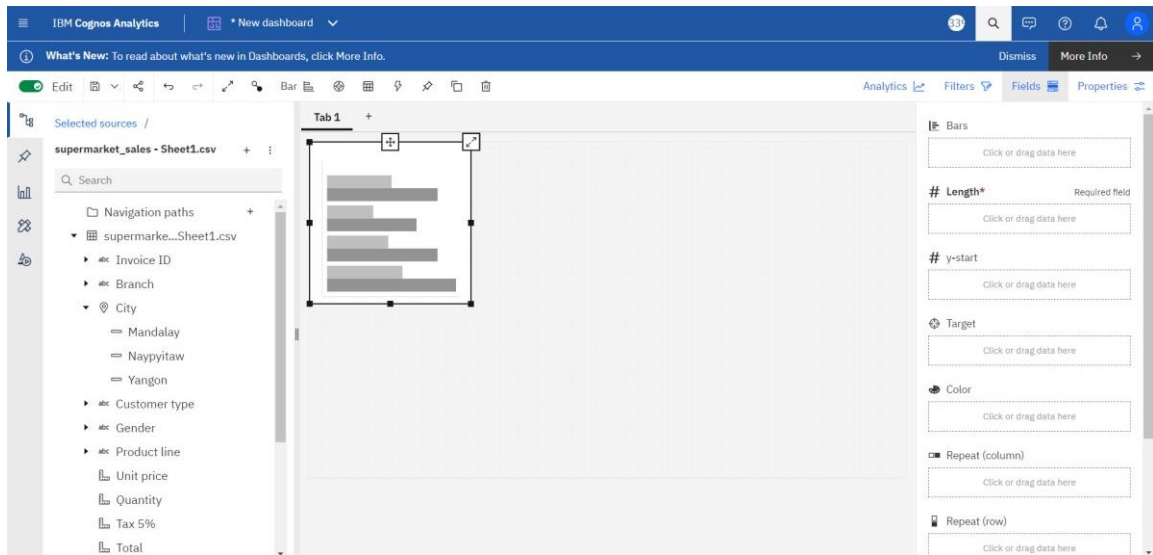 IBM Cognos Analytics
* New dashboard
What's New: To read about what's new in Dashboards, click More Info.
Dismiss
More Info
Edit
Bar
Analytics
Filters
Fields
Properties
Selected sources /
supermarket_sales - Sheet1.csv
Search
Navigation paths
supermarke...Sheet1.csv
abc Invoice ID
abc Branch
City
Mandalay
Naypyitaw
Yangon
abc Customer type
abc Gender
abc Product line
Unit price
Quantity
Tax 5%
Total
Tab 1
Bars
Click or drag data here
# Length* Required field
Click or drag data here
# y-start
Click or drag data here
Target
Click or drag data here
Color
Click or drag data here
Repeat (column)
Click or drag data here
Repeat (row)
Click or drag data here